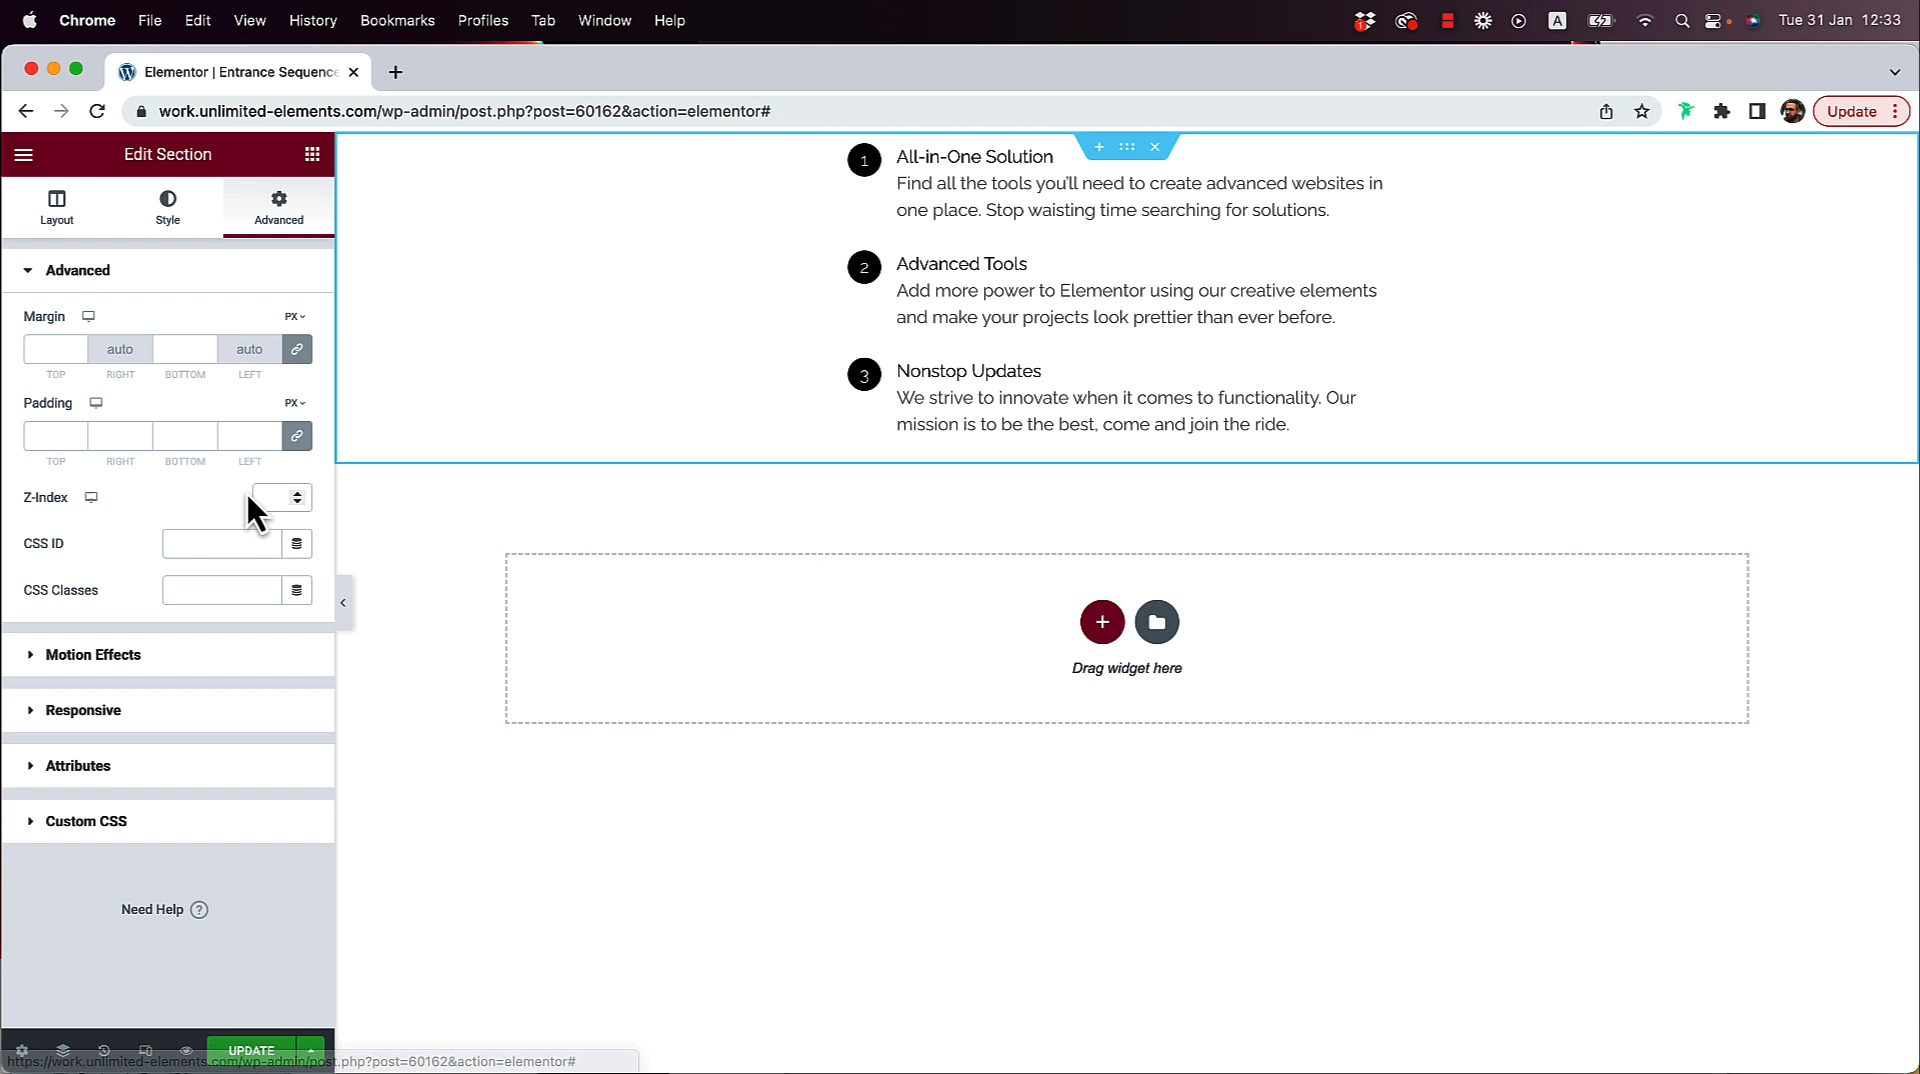 Chrome File Edit View History Bookmarks Profiles Tab Window Help
1 A Tue 31 Jan 12:33
Elementor | Entrance Sequence
work.unlimited-elements.com/wp-admin/post.php?post=60162&action=elementor#
Update
Edit Section
Layout Style Advanced
Advanced
Margin PX
auto auto
TOP RIGHT BOTTOM LEFT
Padding PX
TOP RIGHT BOTTOM LEFT
Z-Index
CSS ID
CSS Classes
Motion Effects
Responsive
Attributes
Custom CSS
Need Help ?
UPDATE
https://work.unlimited-elements.com/wp-admin/post.php?post=60162&action=elementor#
1 All-in-One Solution
Find all the tools you'll need to create advanced websites in
one place. Stop waisting time searching for solutions.
2 Advanced Tools
Add more power to Elementor using our creative elements
and make your projects look prettier than ever before.
3 Nonstop Updates
We strive to innovate when it comes to functionality. Our
mission is to be the best, come and join the ride.
Drag widget here